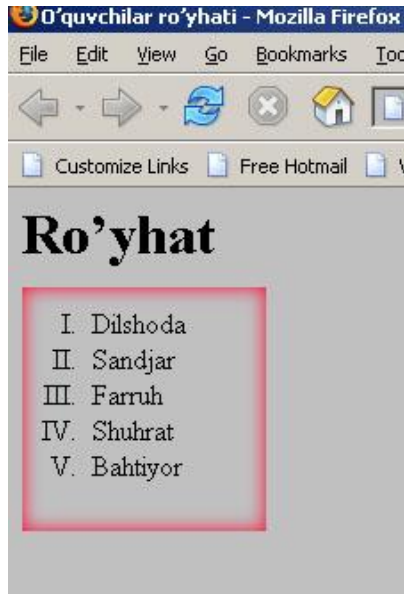 O'quvchilar ro'yhati - Mozilla Firefox
File Edit View Go Bookmarks
Customize Links Free Hotmail
Ro'yhat
I. Dilshoda
II. Sandjar
III. Farruh
IV. Shuhrat
V. Bahtiyor